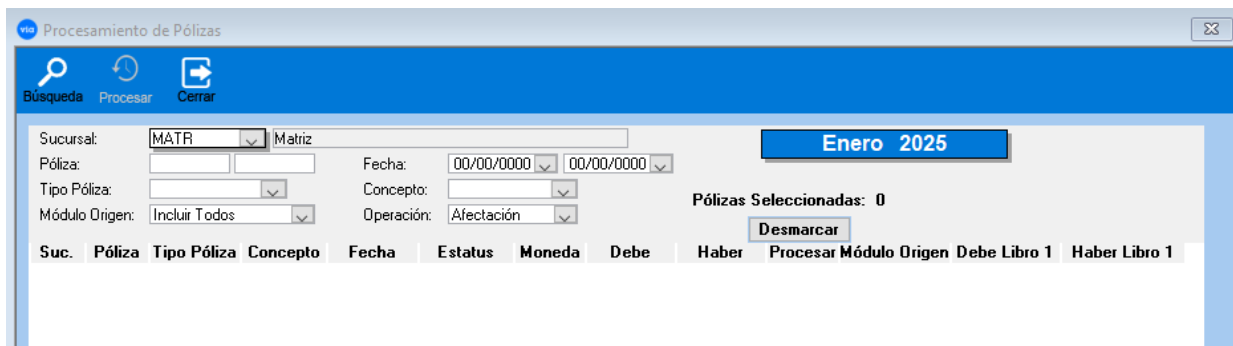 via Procesamiento de Pólizas
Búsqueda Procesar Cerrar
Sucursal: MATR Matriz
Enero 2025
Póliza: Fecha: 00/00/0000 00/00/0000
Tipo Póliza: Concepto:
Pólizas Seleccionadas: 0
Módulo Origen: Incluir Todos Operación: Afectación
Desmarcar
Suc. Póliza Tipo Póliza Concepto Fecha Estatus Moneda Debe Haber Procesar Módulo Origen Debe Libro 1 Haber Libro 1